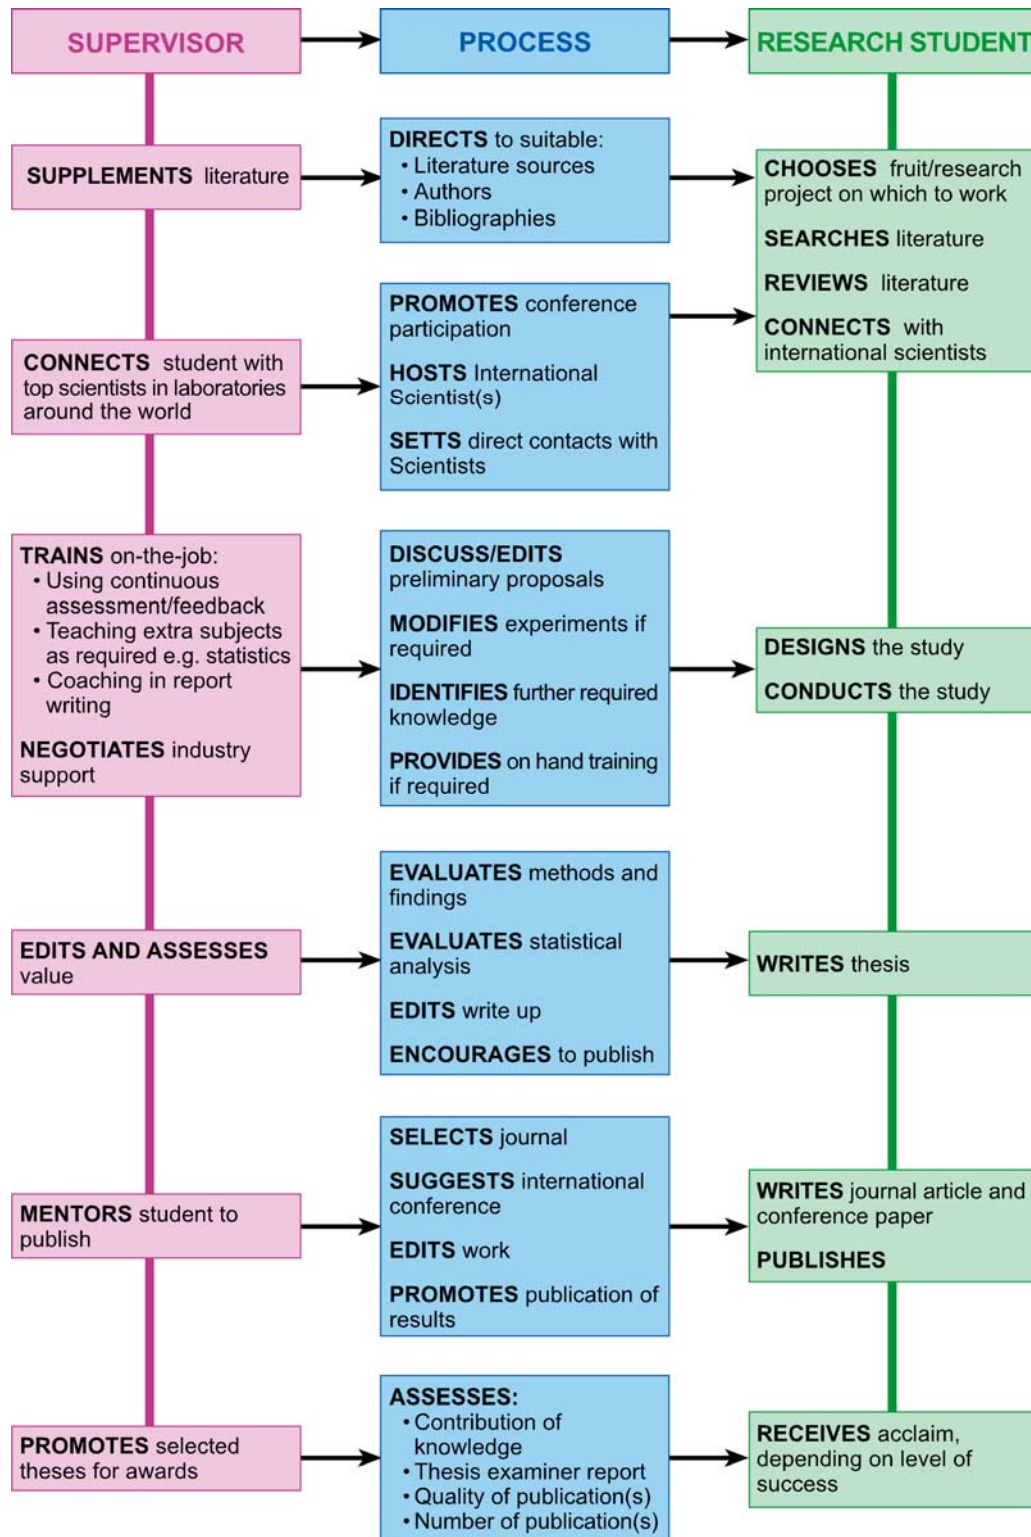 SUPERVISOR
PROCESS
RESEARCH STUDENT
SUPPLEMENTS literature
DIRECTS to suitable:
• Literature sources
• Authors
• Bibliographies
CHOOSES fruit/research
project on which to work
SEARCHES literature
REVIEWS literature
CONNECTS with
international scientists
CONNECTS student with
top scientists in laboratories
around the world
PROMOTES conference
participation
HOSTS International
Scientist(s)
SETTS direct contacts with
Scientists
TRAINS on-the-job:
• Using continuous
assessment/feedback
• Teaching extra subjects
as required e.g. statistics
• Coaching in report
writing
NEGOTIATES industry
support
DISCUSS/EDITS
preliminary proposals
MODIFIES experiments if
required
IDENTIFIES further required
knowledge
PROVIDES on hand training
if required
DESIGNS the study
CONDUCTS the study
EDITS AND ASSESSES
value
EVALUATES methods and
findings
EVALUATES statistical
analysis
EDITS write up
ENCOURAGES to publish
WRITES thesis
MENTORS student to
publish
SELECTS journal
SUGGESTS international
conference
EDITS work
PROMOTES publication of
results
WRITES journal article and
conference paper
PUBLISHES
PROMOTES selected
theses for awards
ASSESSES:
• Contribution of
knowledge
• Thesis examiner report
• Quality of publication(s)
• Number of publication(s)
RECEIVES acclaim,
depending on level of
success